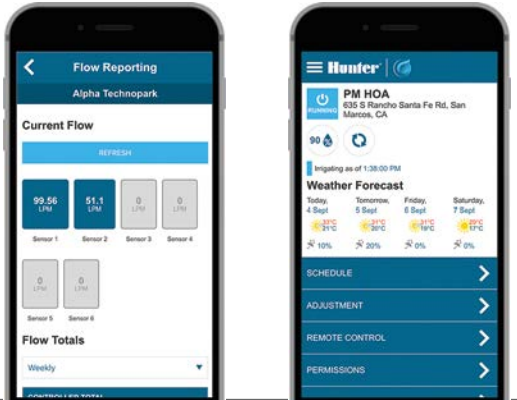 Flow Reporting
Alpha Technopark
Current Flow
REFRESH
99.56 51.1 0 0
LPM LPM LPM LPM
Sensor 1 Sensor 2 Sensor 3 Sensor 4
0 0
LPM LPM
Sensor 5 Sensor 6
Flow Totals
Weekly
CONTROLLER TOTAL
Hunter
PM HOA
RUNNING
635 S Rancho Santa Fe Rd, San
Marcos, CA
90
Irrigating as of 1:38:00 PM
Weather Forecast
Today, Tomorrow, Friday, Saturday,
4 Sept 5 Sept 6 Sept 7 Sept
10% 20% 0% 0%
SCHEDULE
ADJUSTMENT
REMOTE CONTROL
PERMISSIONS